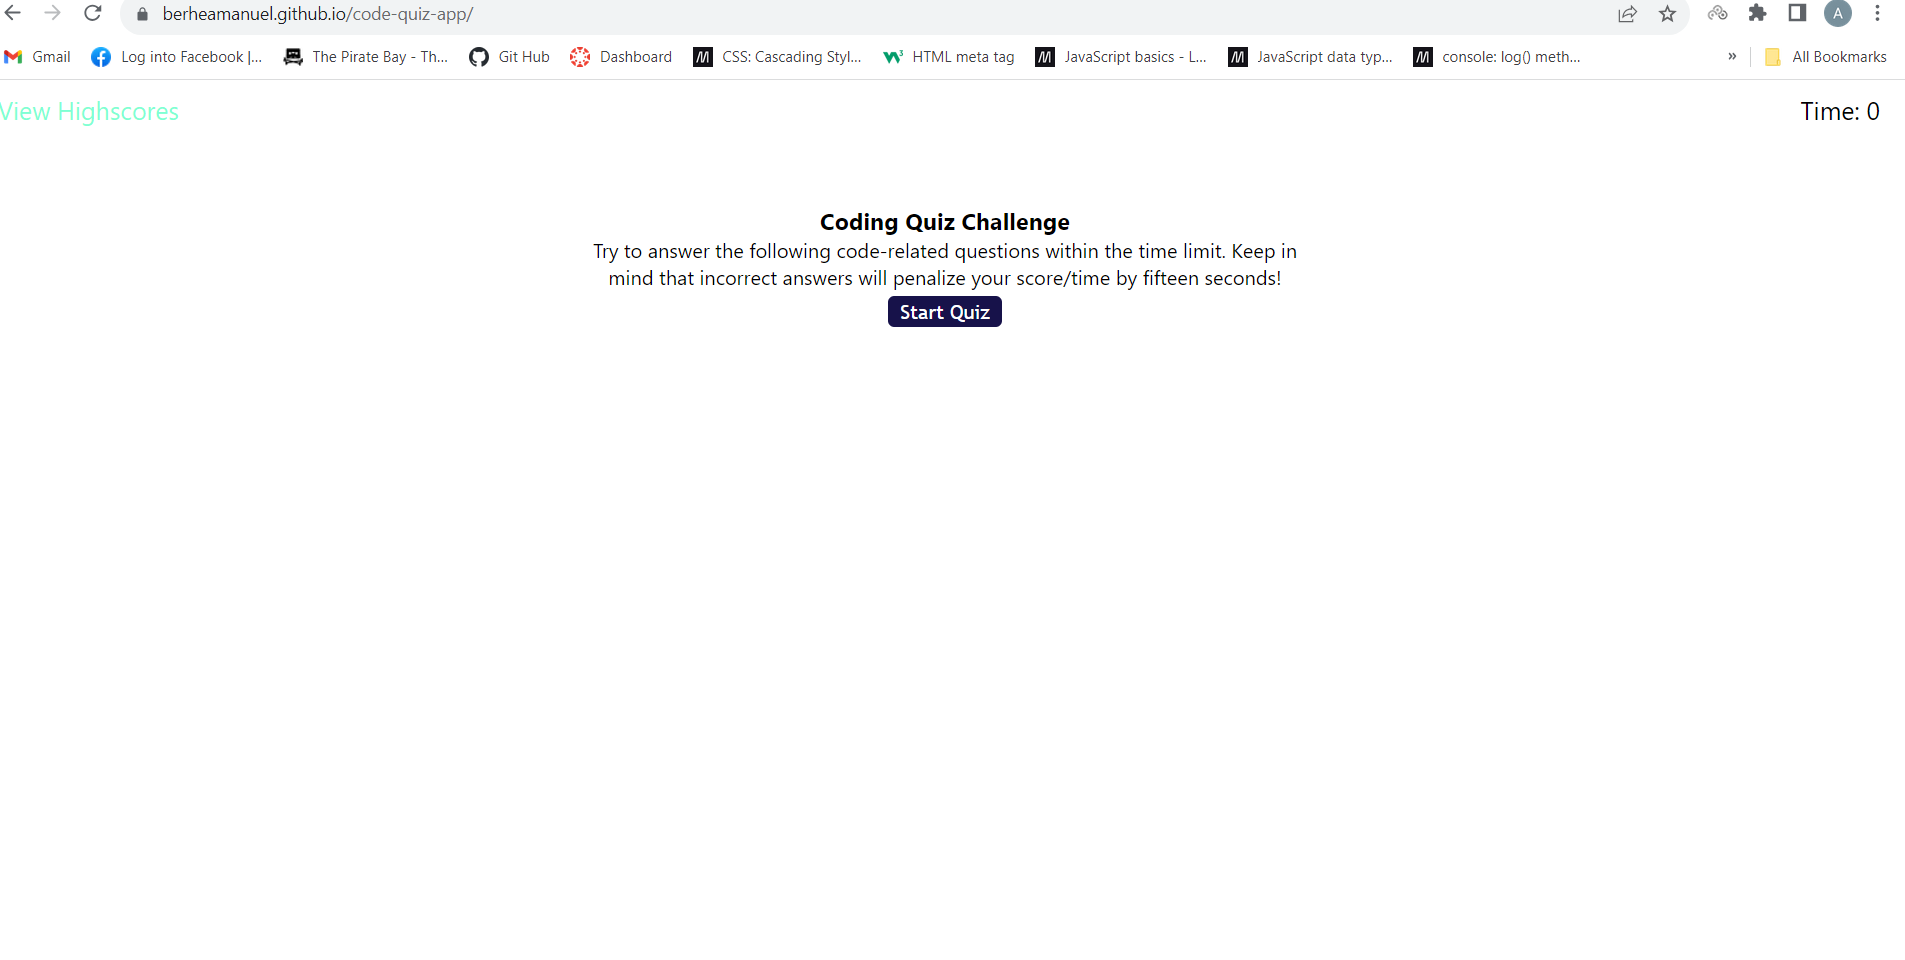 berheamanuel.github.io/code-quiz-app/
A
Gmail
Log into Facebook |...
The Pirate Bay - Th...
Git Hub
Dashboard
CSS: Cascading Styl...
HTML meta tag
JavaScript basics - L...
JavaScript data typ...
console: log() meth...
»
All Bookmarks
View Highscores
Time: 0
Coding Quiz Challenge
Try to answer the following code-related questions within the time limit. Keep in
mind that incorrect answers will penalize your score/time by fifteen seconds!
Start Quiz